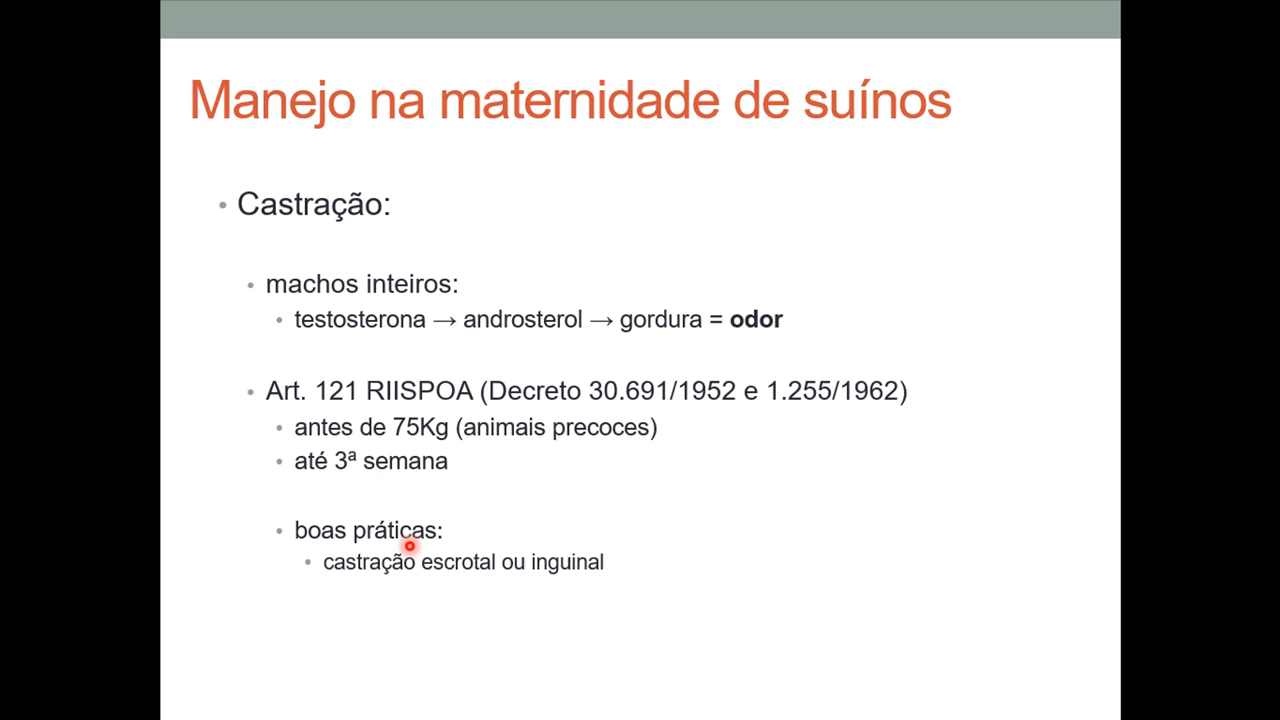 Manejo na maternidade de suínos
• Castração:
• machos inteiros:
• testosterona → androsterol → gordura = odor
• Art. 121 RIISPOA (Decreto 30.691/1952 e 1.255/1962)
• antes de 75Kg (animais precoces)
• até 3ª semana
• boas práticas:
• castração escrotal ou inguinal